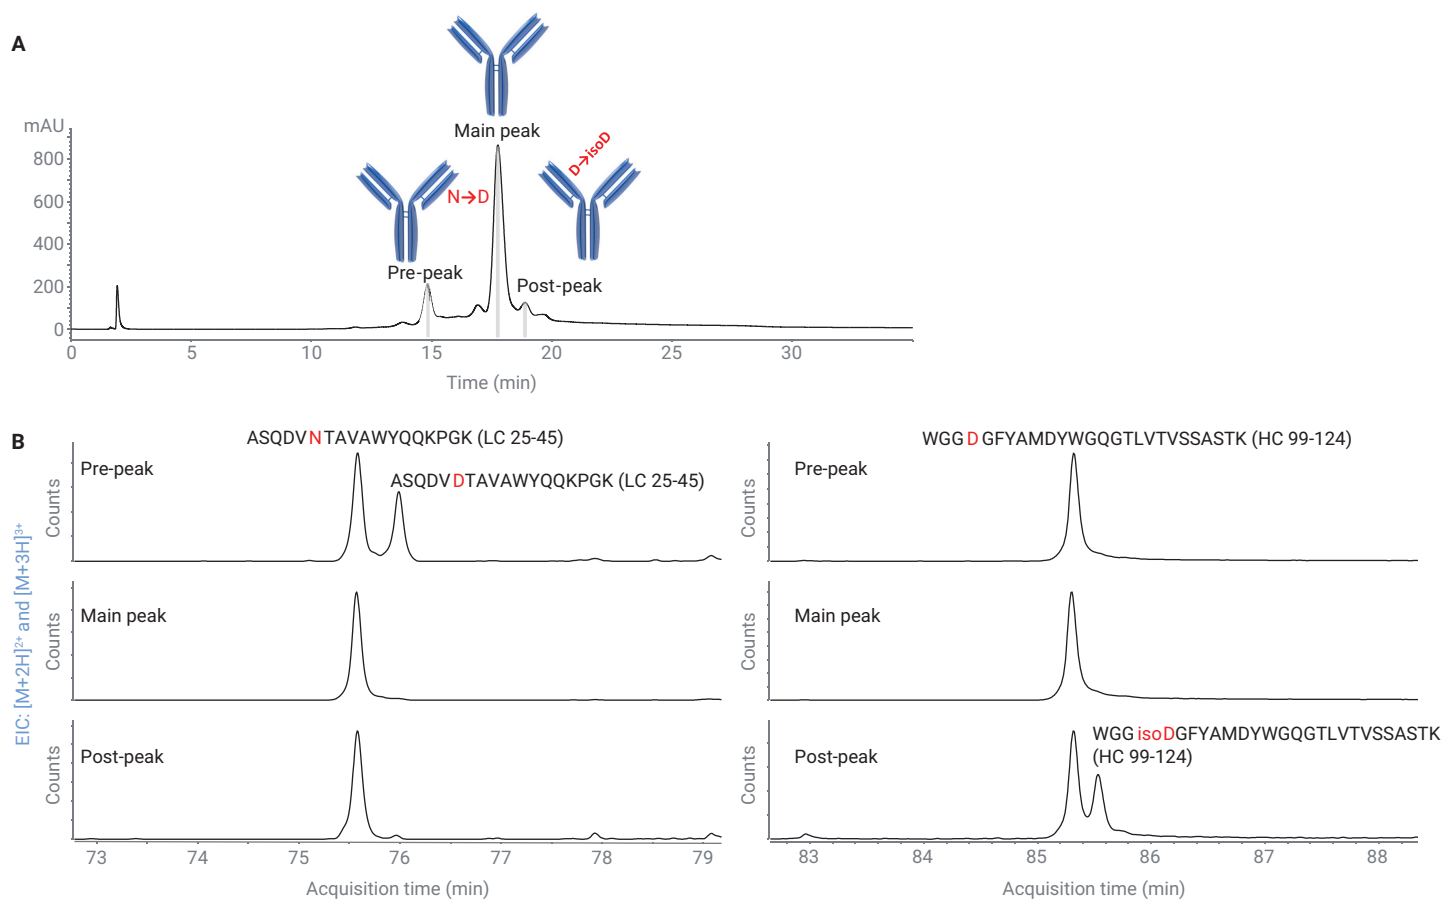 A
mAU
Main peak
D→isoD
N→D
Pre-peak
Post-peak
800
600
400
200
0
0 5 10 15 20 25 30
Time (min)
B
ASQDVNTAVAWYQQKPGK (LC 25-45)
ASQDVDTAVAWYQQKPGK (LC 25-45)
Pre-peak
Counts
Main peak
Counts
Post-peak
Counts
EIC: [M+2H]²⁺ and [M+3H]³⁺
73 74 75 76 77 78 79
Acquisition time (min)
WGGDGFYAMDYWGQGTLVTVSSASTK (HC 99-124)
Pre-peak
Counts
Main peak
Counts
WGGisoDGFYAMDYWGQGTLVTVSSASTK
(HC 99-124)
Post-peak
Counts
83 84 85 86 87 88
Acquisition time (min)